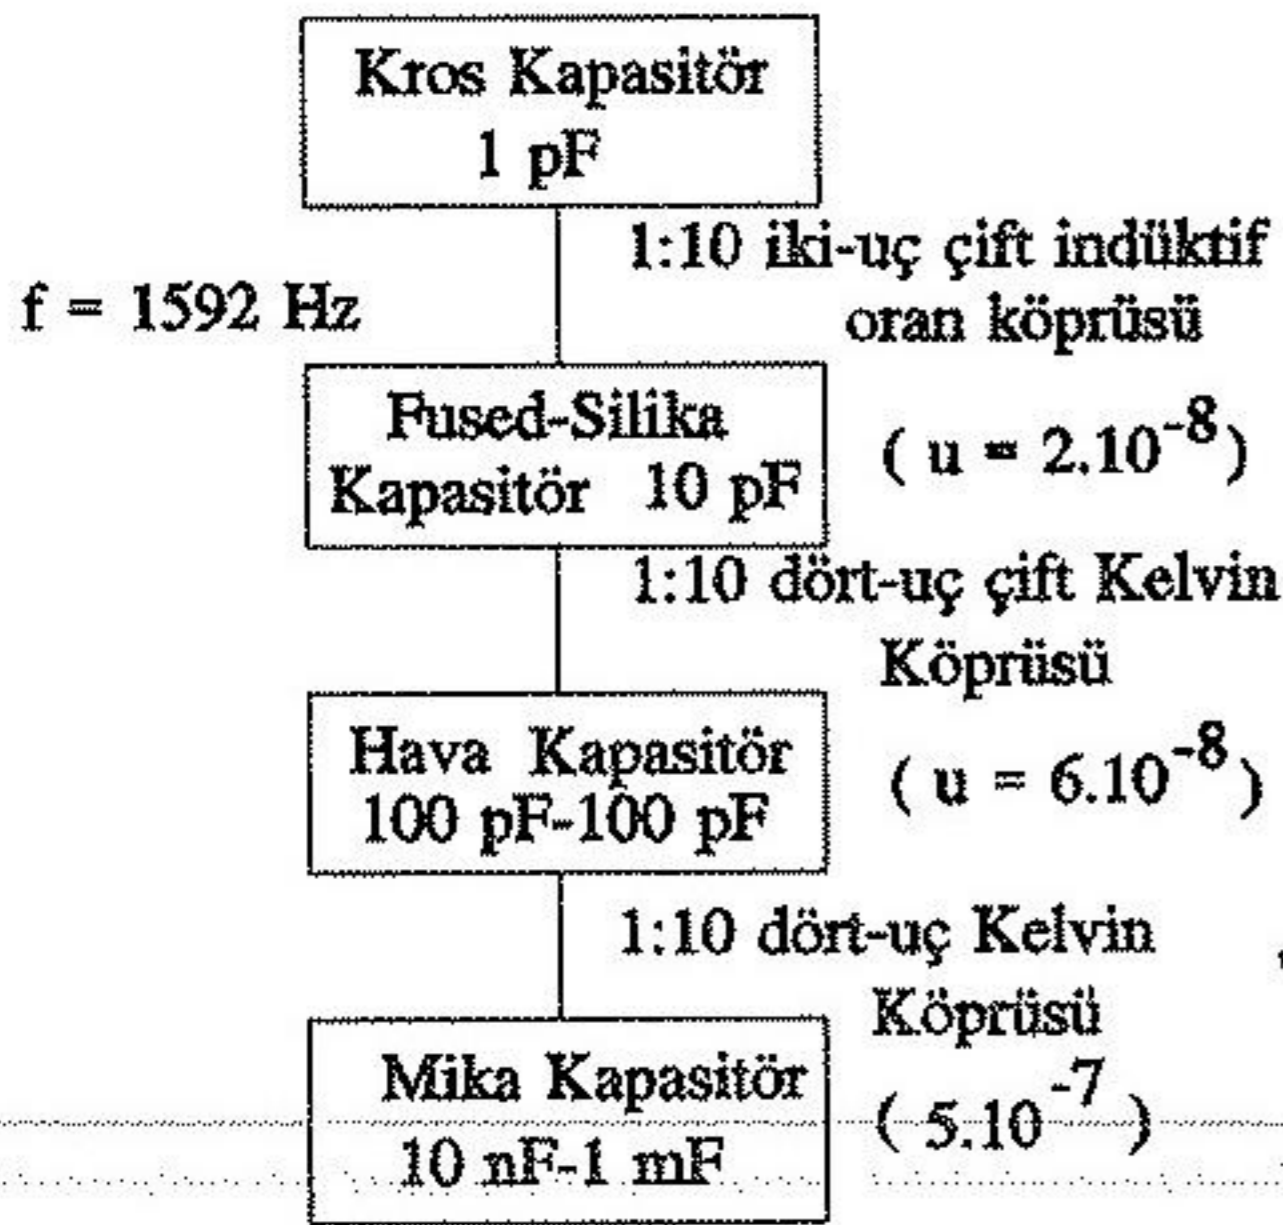 Kros Kapasitör
1 pF
1:10 iki-uç çift indüktif
oran köprüsü
f = 1592 Hz
Fused-Silika
Kapasitör 10 pF
( u = 2.10⁻⁸ )
1:10 dört-uç çift Kelvin
Köprüsü
Hava Kapasitör
100 pF-100 pF
( u = 6.10⁻⁸ )
1:10 dört-uç Kelvin
Köprüsü
Mika Kapasitör
10 nF-1 mF
( 5.10⁻⁷ )